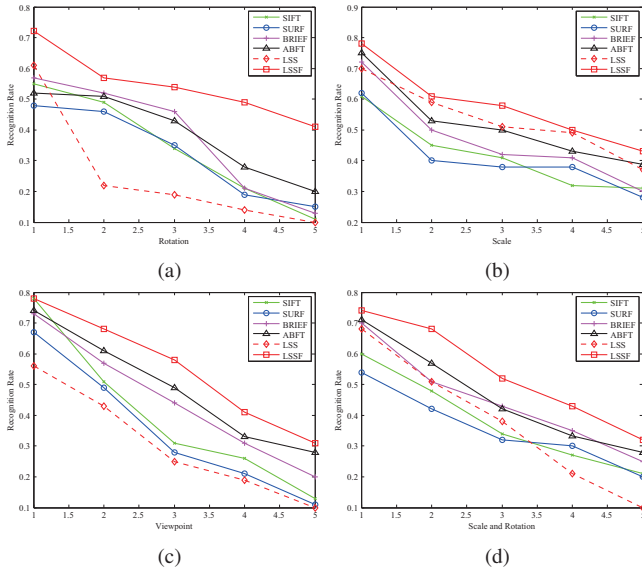 0.8
0.7
0.6
0.5
0.4
0.3
0.2
0.1
Recognition Rate
1 1.5 2 2.5 3 3.5 4 4.5 5
Rotation
SIFT
SURF
BRIEF
ABFT
LSS
LSSF
(a)
0.9
0.8
0.7
0.6
0.5
0.4
0.3
0.2
Recognition Rate
1 1.5 2 2.5 3 3.5 4 4.5 5
Scale
SIFT
SURF
BRIEF
ABFT
LSS
LSSF
(b)
0.8
0.7
0.6
0.5
0.4
0.3
0.2
0.1
Recognition Rate
1 1.5 2 2.5 3 3.5 4 4.5 5
Viewpoint
SIFT
SURF
BRIEF
ABFT
LSS
LSSF
(c)
0.8
0.7
0.6
0.5
0.4
0.3
0.2
0.1
Recognition Rate
1 1.5 2 2.5 3 3.5 4 4.5 5
Scale and Rotation
SIFT
SURF
BRIEF
ABFT
LSS
LSSF
(d)